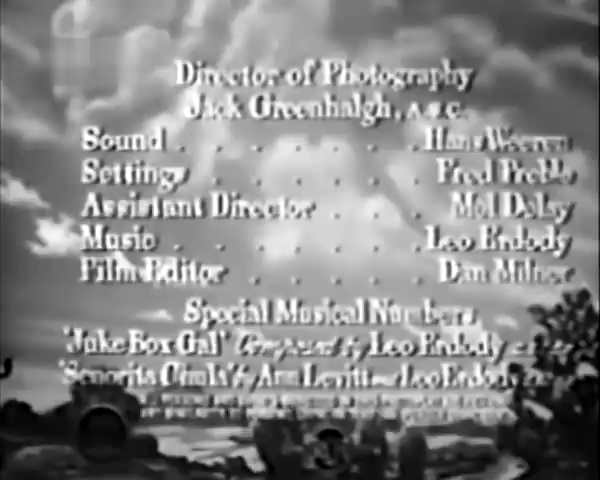 Director of Photography
Jack Greenhalgh, A.S.C.
Sound . . . . . . . Hans Weeren
Settings . . . . . . Fred Preble
Assistant Director . . . Mel DeLay
Music . . . . . . . Leo Erdody
Film Editor . . . . . Dan Milner
Special Musical Numbers
'Juke Box Gal' Composed by Leo Erdody
'Senorita Chula' by Ann Levitt and Leo Erdody